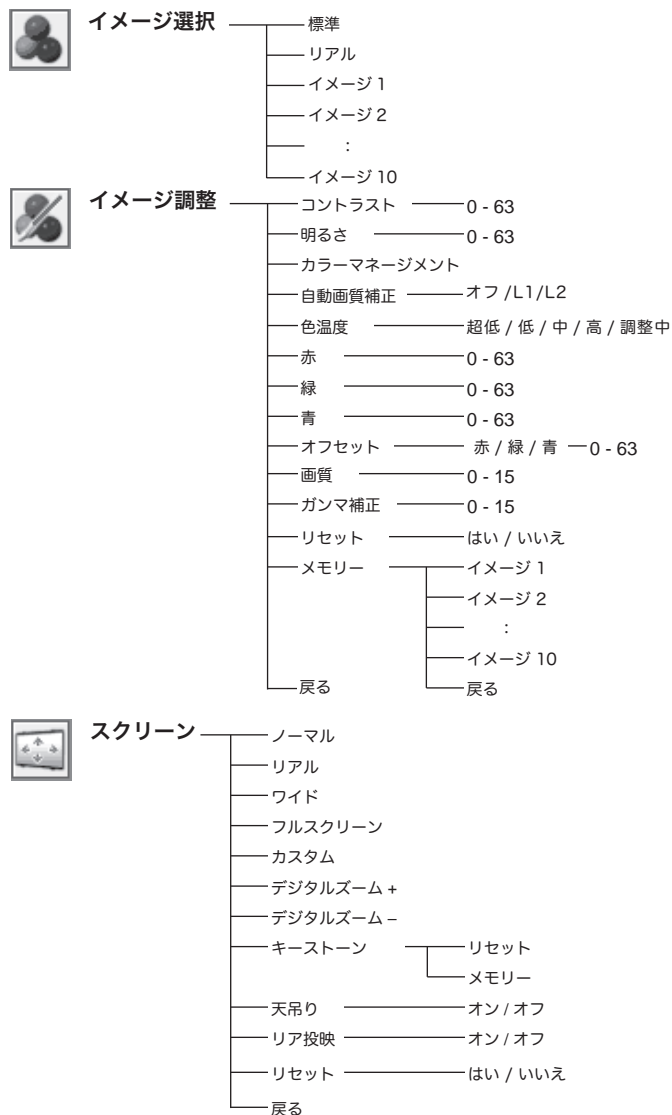 イメージ選択
標準
リアル
イメージ 1
イメージ 2
:
イメージ 10
イメージ調整
コントラスト 0 - 63
明るさ 0 - 63
カラーマネージメント
自動画質補正 オフ /L1/L2
色温度 超低 / 低 / 中 / 高 / 調整中
赤 0 - 63
緑 0 - 63
青 0 - 63
オフセット 赤 / 緑 / 青 0 - 63
画質 0 - 15
ガンマ補正 0 - 15
リセット はい / いいえ
メモリー イメージ 1
イメージ 2
:
イメージ 10
戻る 戻る
スクリーン ノーマル
リアル
ワイド
フルスクリーン
カスタム
デジタルズーム +
デジタルズーム –
キーストーン リセット
メモリー
天吊り オン / オフ
リア投映 オン / オフ
リセット はい / いいえ
戻る